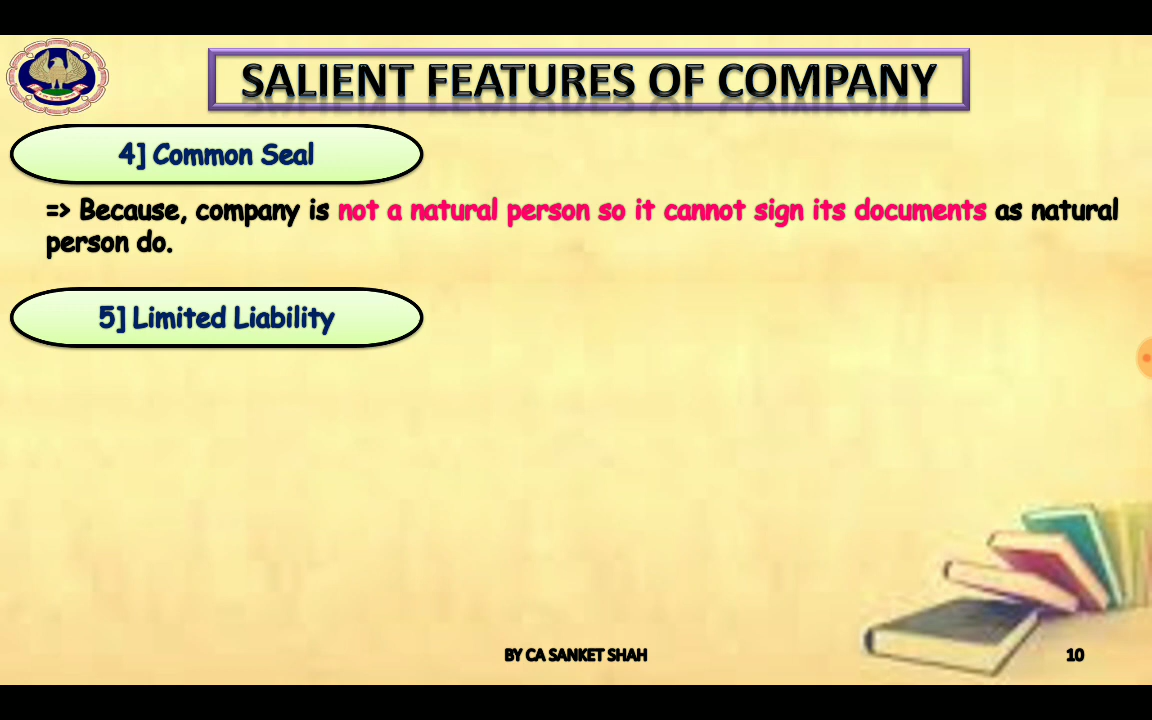 SALIENT FEATURES OF COMPANY
4] Common Seal
=> Because, company is not a natural person so it cannot sign its documents as natural
person do.
5] Limited Liability
BY CA SANKET SHAH
10